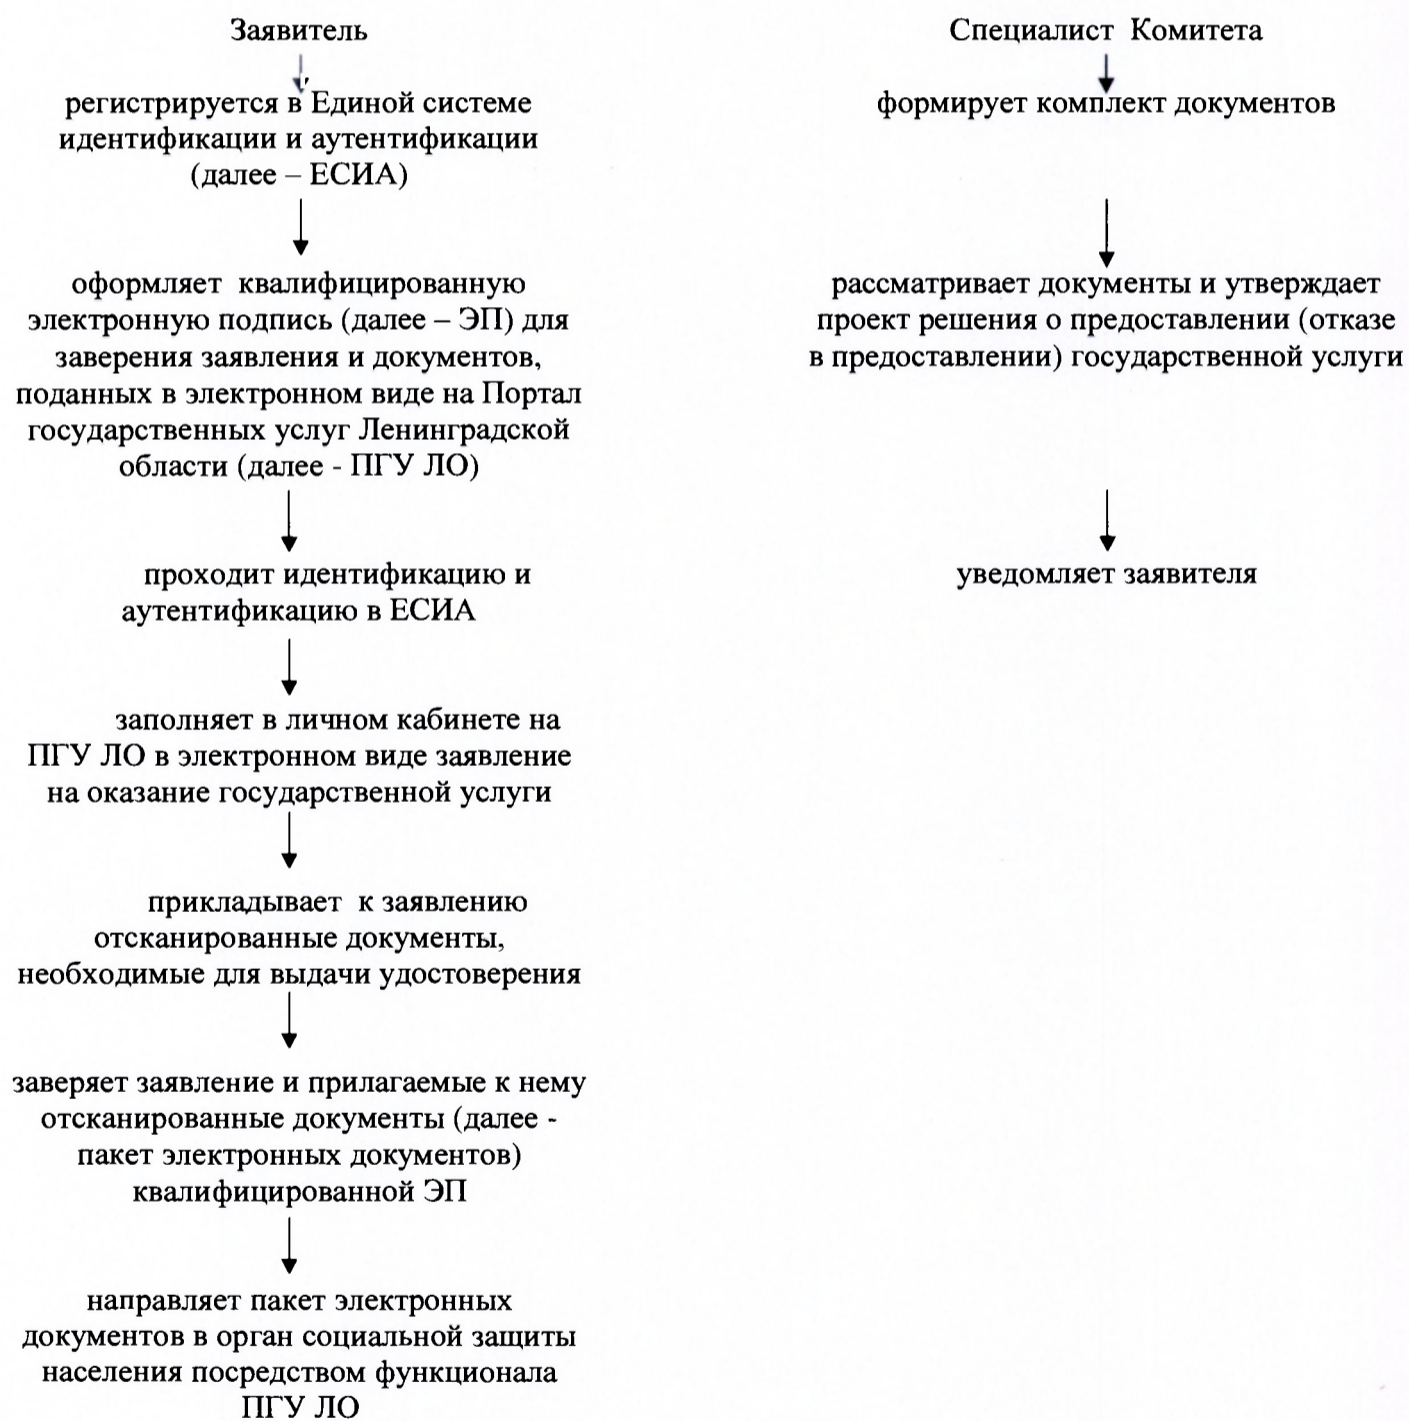 Заявитель
регистрируется в Единой системе
идентификации и аутентификации
(далее – ЕСИА)
оформляет квалифицированную
электронную подпись (далее – ЭП) для
заверения заявления и документов,
поданных в электронном виде на Портал
государственных услуг Ленинградской
области (далее - ПГУ ЛО)
проходит идентификацию и
аутентификацию в ЕСИА
заполняет в личном кабинете на
ПГУ ЛО в электронном виде заявление
на оказание государственной услуги
прикладывает к заявлению
отсканированные документы,
необходимые для выдачи удостоверения
заверяет заявление и прилагаемые к нему
отсканированные документы (далее -
пакет электронных документов)
квалифицированной ЭП
направляет пакет электронных
документов в орган социальной защиты
населения посредством функционала
ПГУ ЛО
Специалист Комитета
формирует комплект документов
рассматривает документы и утверждает
проект решения о предоставлении (отказе
в предоставлении) государственной услуги
уведомляет заявителя